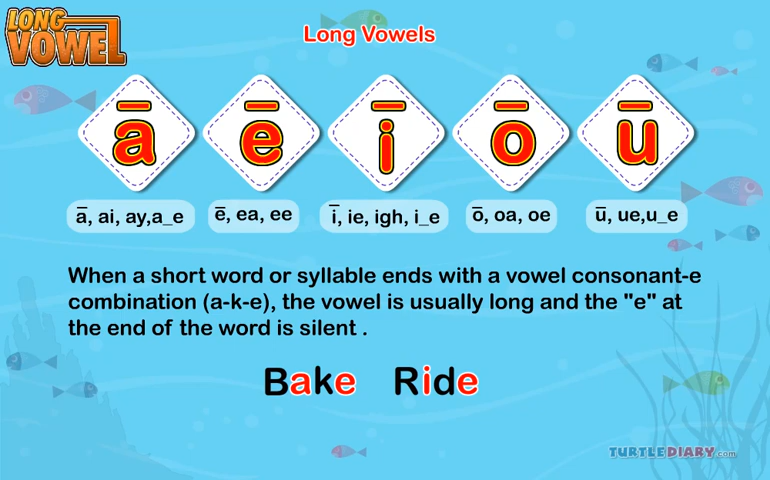 LONG
VOWEL
Long Vowels
ā ē ī ō ū
ā, ai, ay,a_e
ē, ea, ee
ī, ie, igh, i_e
ō, oa, oe
ū, ue,u_e
When a short word or syllable ends with a vowel consonant-e
combination (a-k-e), the vowel is usually long and the "e" at
the end of the word is silent .
Bake Ride
TURTLEDIARY.com